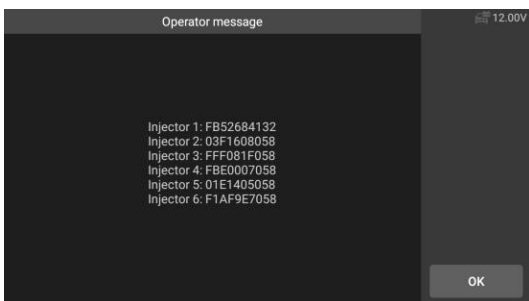 Operator message
12.00V
Injector 1: FB52684132
Injector 2: 03F1608058
Injector 3: FFF081F058
Injector 4: FBE0007058
Injector 5: 01E1405058
Injector 6: F1AF9E7058
OK